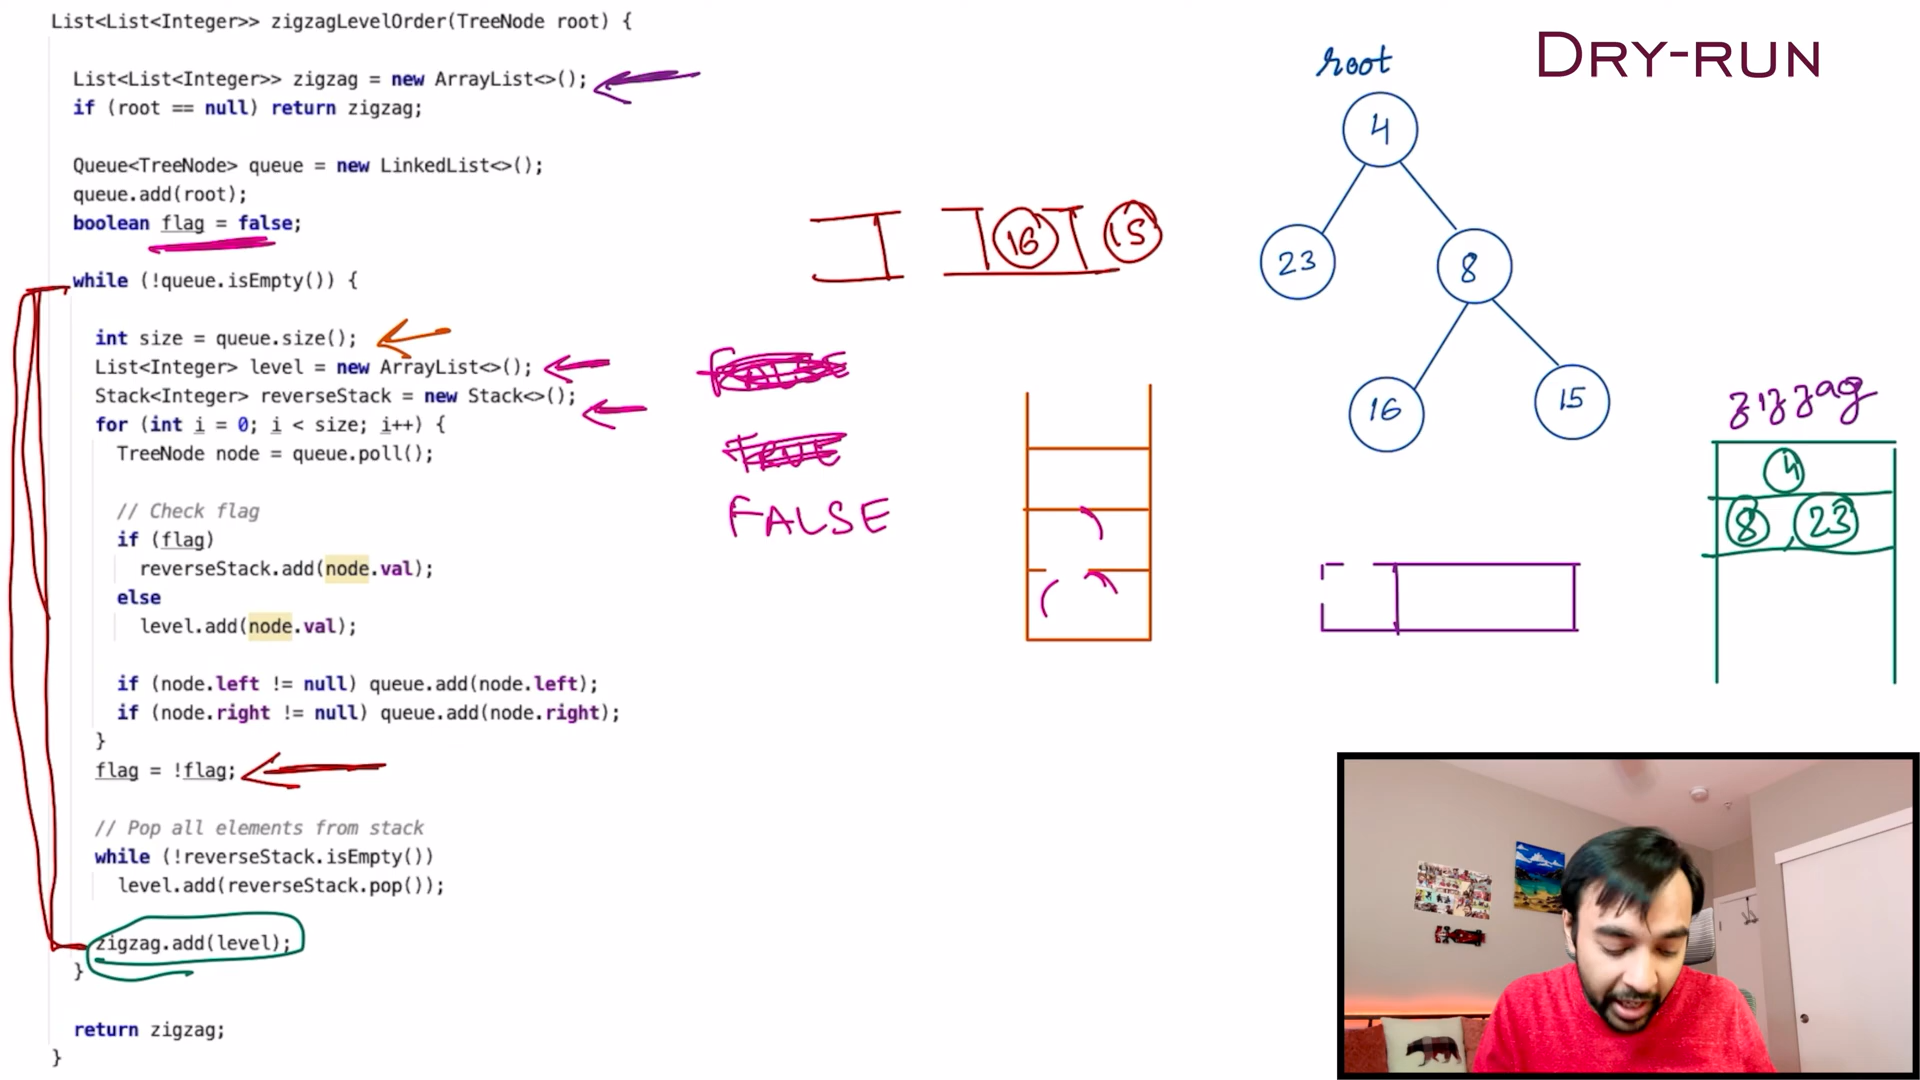 List<List<Integer>> zigzagLevelOrder(TreeNode root) {
List<List<Integer>> zigzag = new ArrayList<>();
if (root == null) return zigzag;
Queue<TreeNode> queue = new LinkedList<>();
queue.add(root);
boolean flag = false;
while (!queue.isEmpty()) {
int size = queue.size();
List<Integer> level = new ArrayList<>();
Stack<Integer> reverseStack = new Stack<>();
for (int i = 0; i < size; i++) {
TreeNode node = queue.poll();
// Check flag
if (flag)
reverseStack.add(node.val);
else
level.add(node.val);
if (node.left != null) queue.add(node.left);
if (node.right != null) queue.add(node.right);
}
flag = !flag;
// Pop all elements from stack
while (!reverseStack.isEmpty())
level.add(reverseStack.pop());
zigzag.add(level);
}
return zigzag;
}
16 15
FALSE
TRUE
FALSE
DRY-RUN
root
4
23 8
16 15
zigzag
4
8 , 23